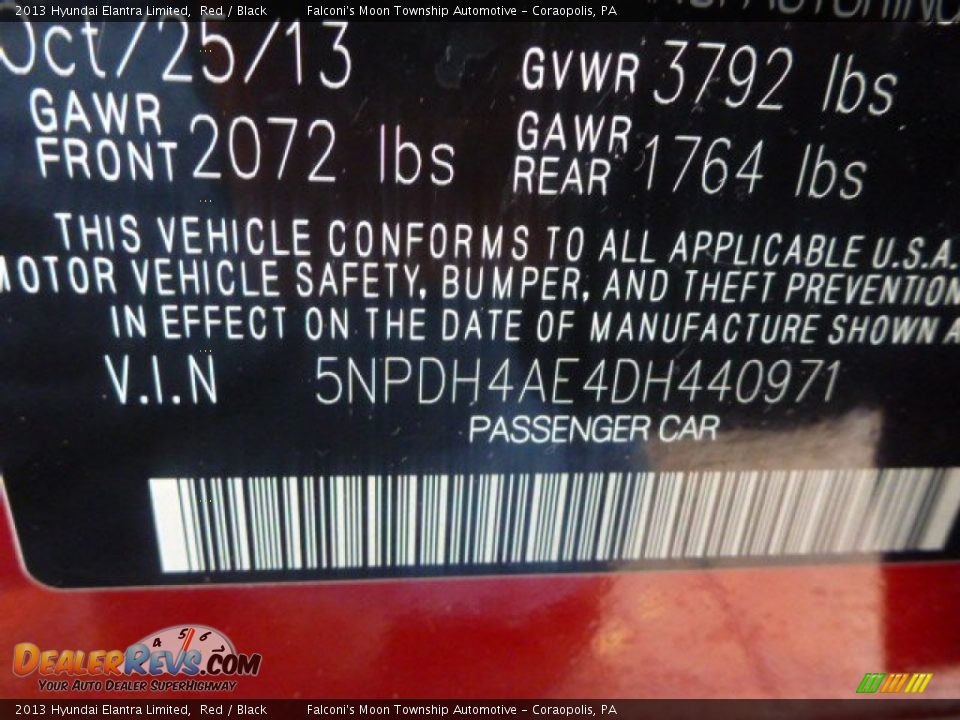 2013 Hyundai Elantra Limited, Red / Black Falconi's Moon Township Automotive - Coraopolis, PA
Oct/25/13 GVWR 3792 lbs
GAWR FRONT 2072 lbs GAWR REAR 1764 lbs
THIS VEHICLE CONFORMS TO ALL APPLICABLE U.S.A.
MOTOR VEHICLE SAFETY, BUMPER, AND THEFT PREVENTION
IN EFFECT ON THE DATE OF MANUFACTURE SHOWN
V.I.N 5NPDH4AE4DH440971
PASSENGER CAR
4 5 6
DEALERREVS.COM
YOUR AUTO DEALER SUPERHIGHWAY
2013 Hyundai Elantra Limited, Red / Black Falconi's Moon Township Automotive - Coraopolis, PA